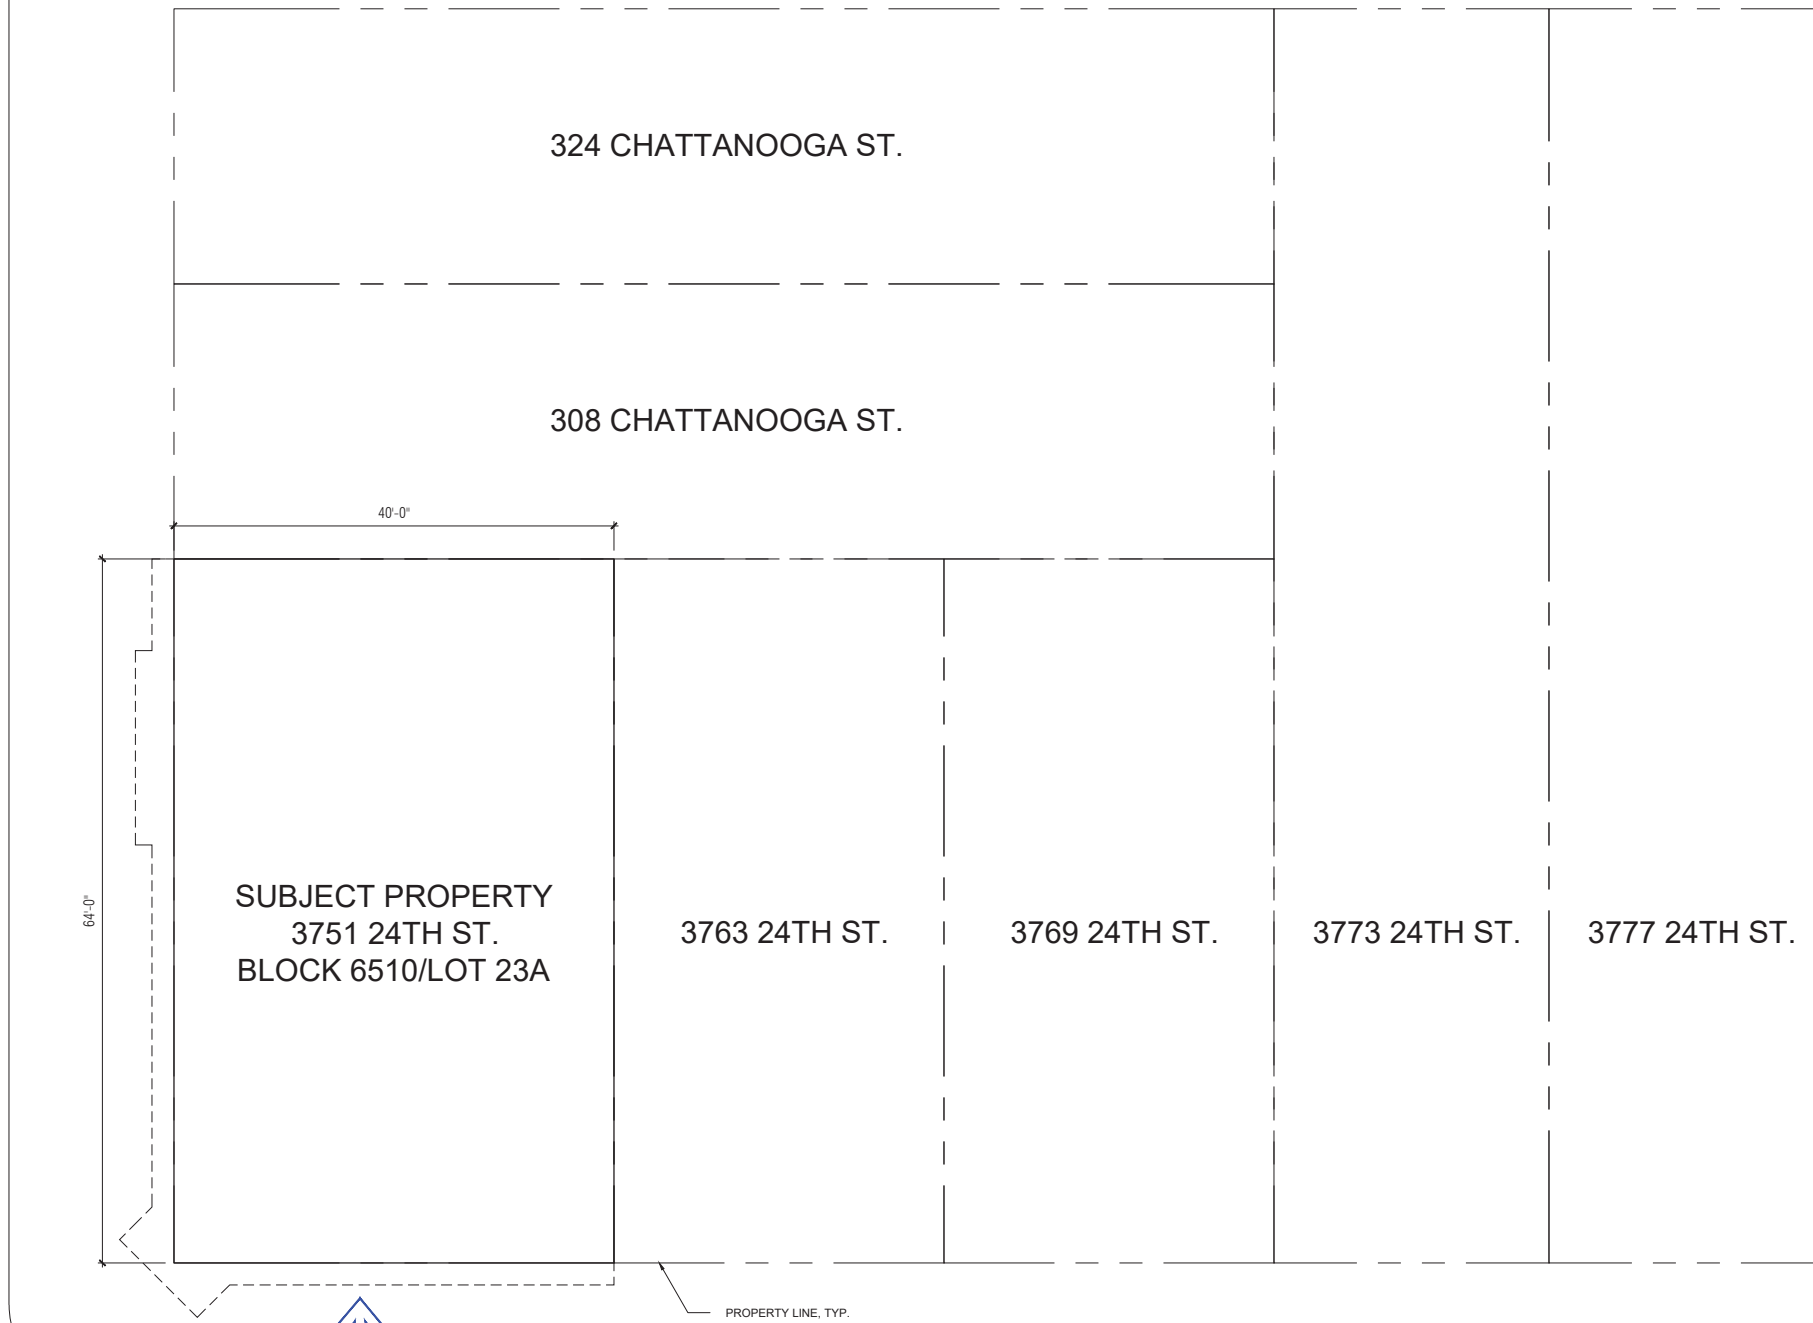 324 CHATTANOOGA ST.
308 CHATTANOOGA ST.
40'-0"
64'-0"
SUBJECT PROPERTY
3751 24TH ST.
BLOCK 6510/LOT 23A
3763 24TH ST.
3769 24TH ST.
3773 24TH ST.
3777 24TH ST.
PROPERTY LINE, TYP.